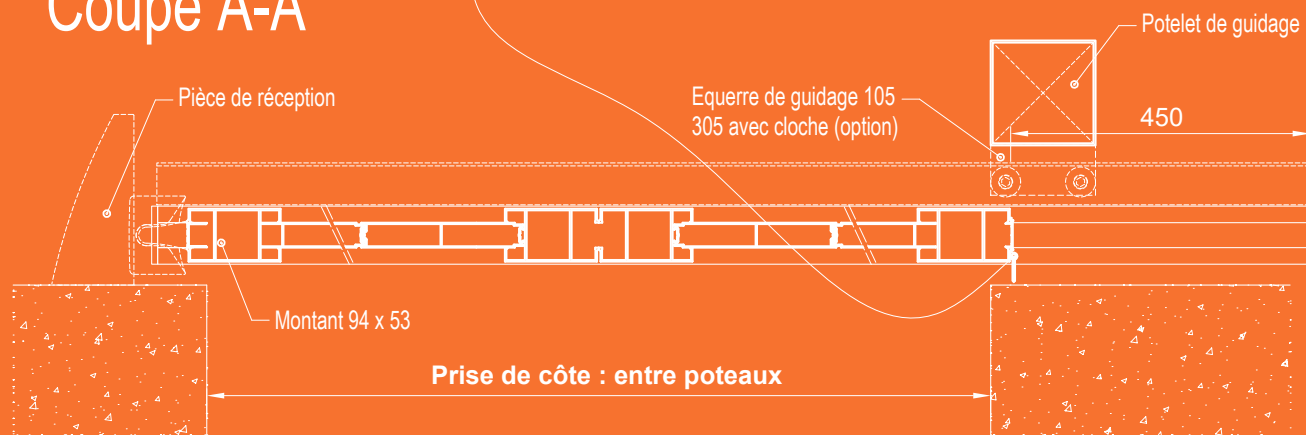 Coupe A-A
Potelet de guidage
Pièce de réception
Equerre de guidage 105
305 avec cloche (option)
450
Montant 94 x 53
Prise de côte : entre poteaux